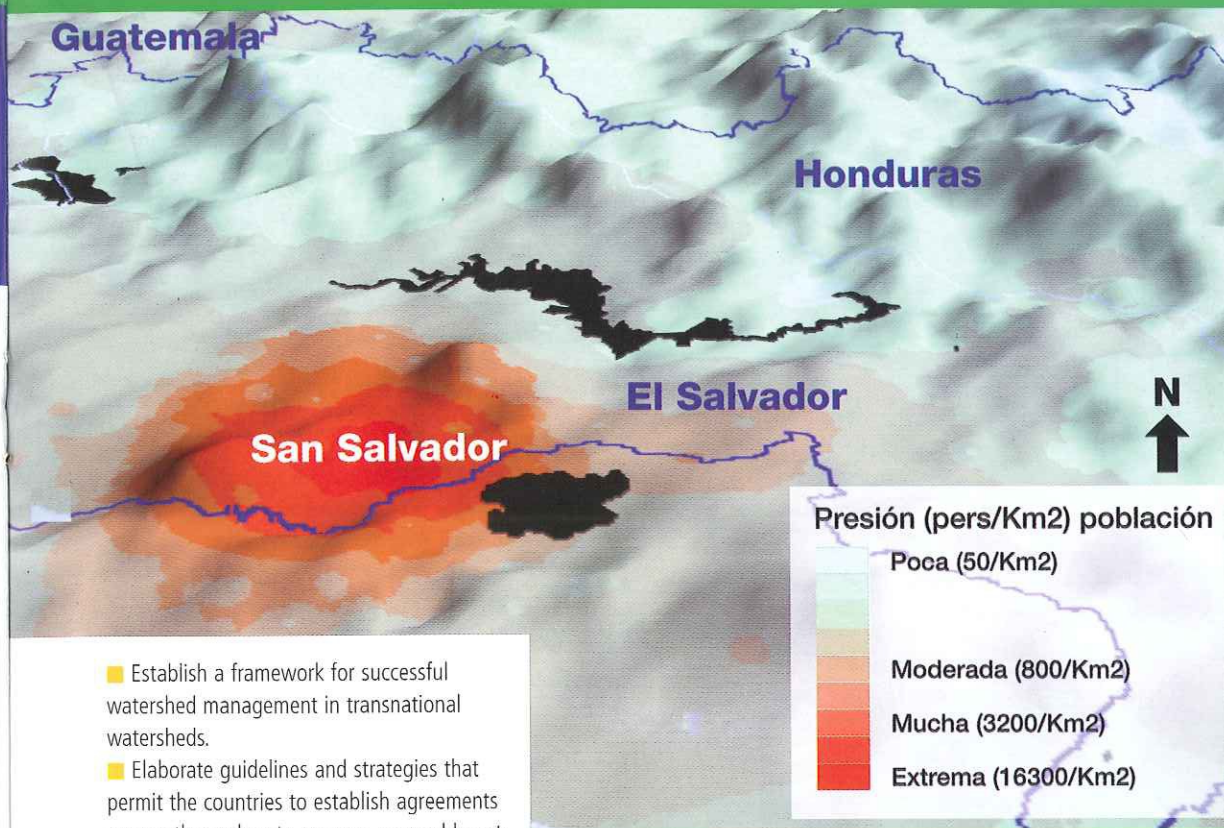 Guatemala
Honduras
El Salvador
San Salvador
N
Presión (pers/Km2) población
Poca (50/Km2)
Moderada (800/Km2)
Mucha (3200/Km2)
Extrema (16300/Km2)
Establish a framework for successful
watershed management in transnational
watersheds.
Elaborate guidelines and strategies that
permit the countries to establish agreements